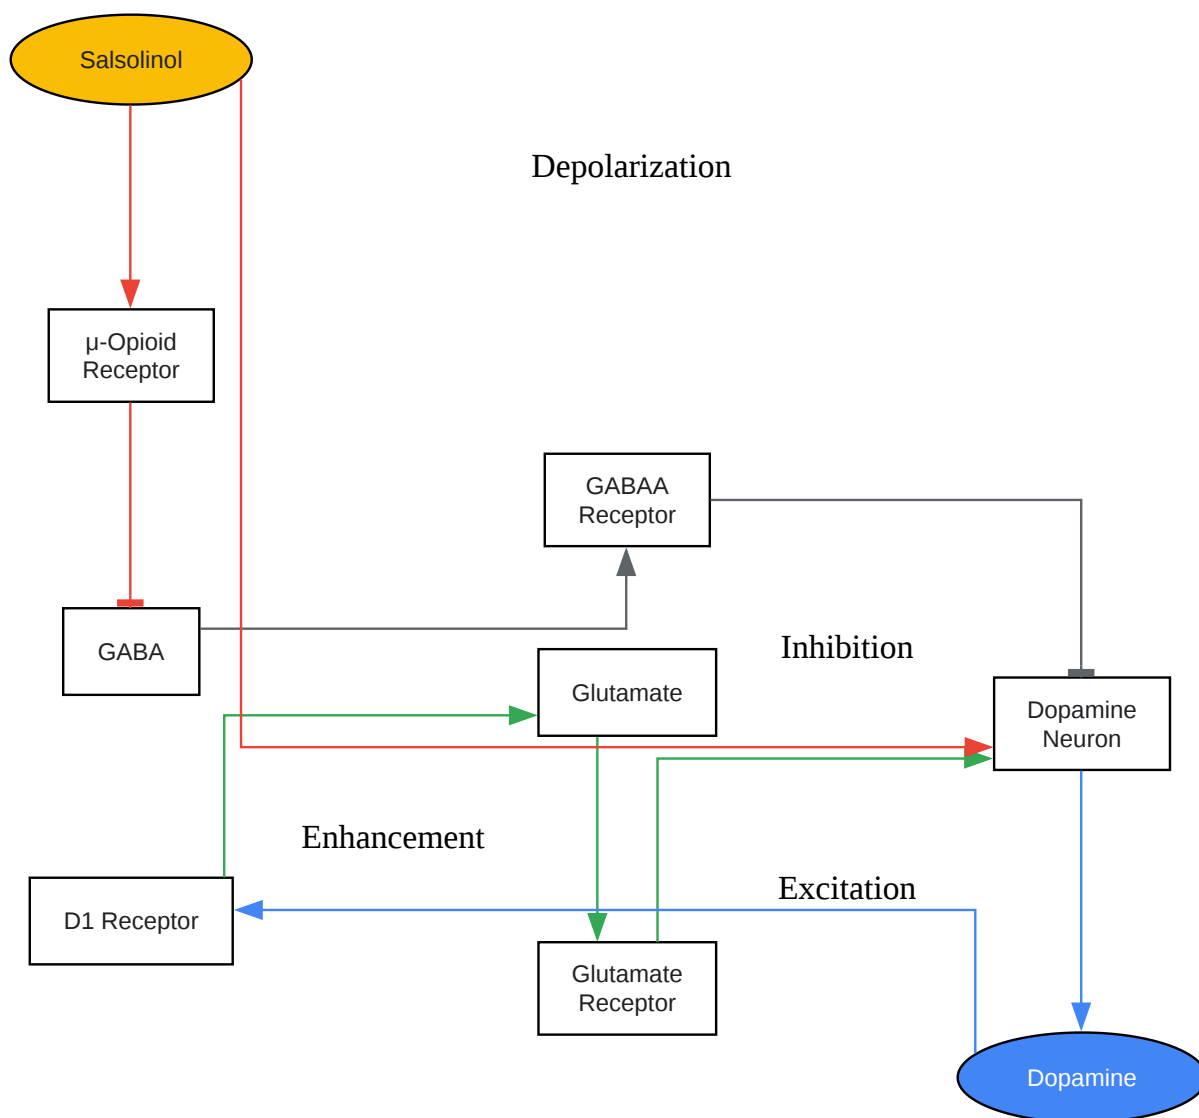 Salsolinol
Depolarization
μ-Opioid
Receptor
GABAA
Receptor
GABA
Inhibition
Glutamate
Dopamine
Neuron
Enhancement
Excitation
D1 Receptor
Glutamate
Receptor
Dopamine